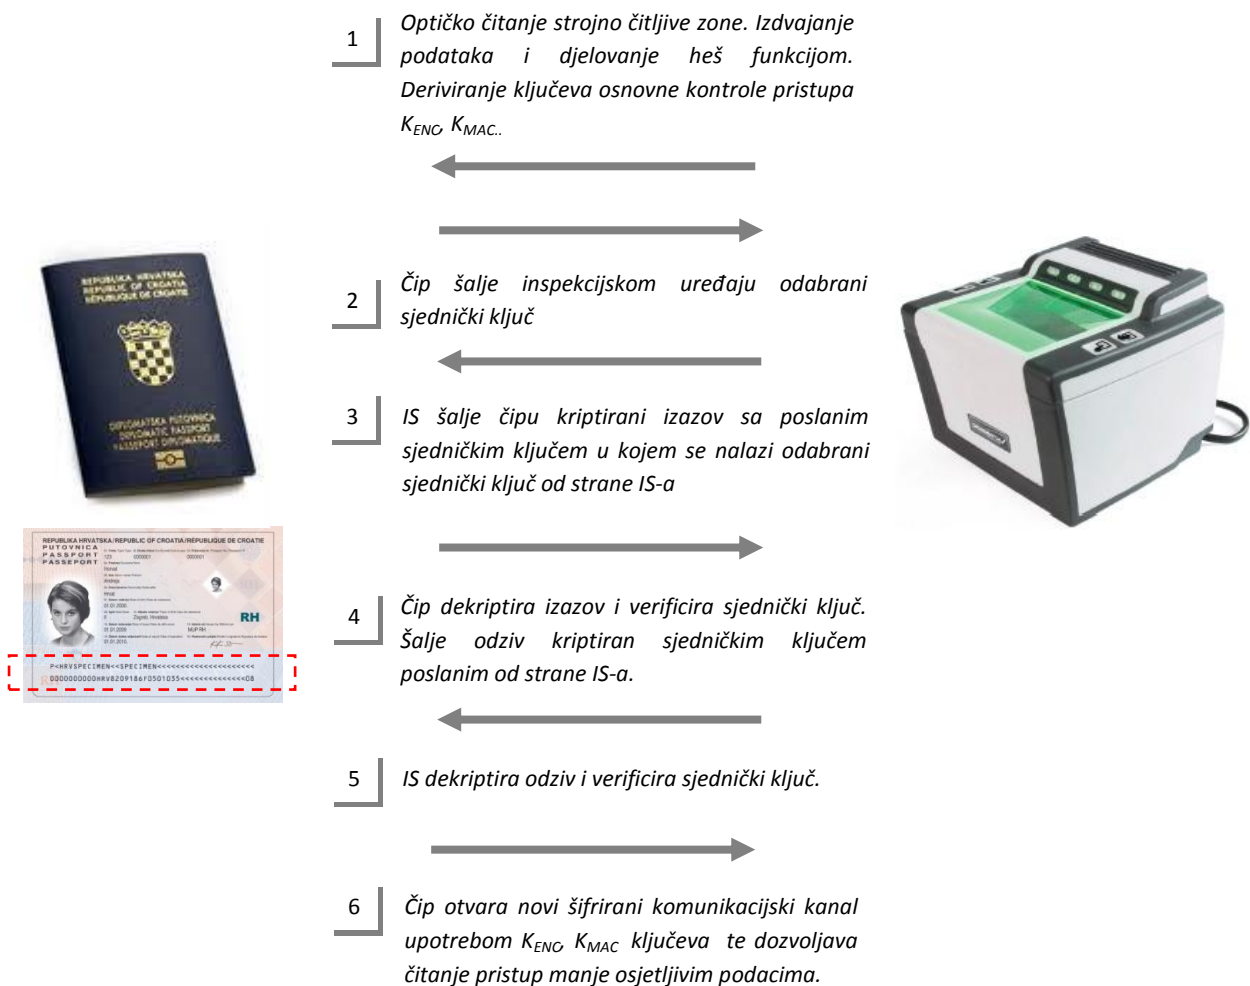 1
Optičko čitanje strojno čitljive zone. Izdvajanje
podataka i djelovanje heš funkcijom.
Deriviranje ključeva osnovne kontrole pristupa
KENC, KMAC..
2
Čip šalje inspekcijskom uređaju odabrani
sjednički ključ
3
IS šalje čipu kriptirani izazov sa poslanim
sjedničkim ključem u kojem se nalazi odabrani
sjednički ključ od strane IS-a
4
Čip dekriptira izazov i verificira sjednički ključ.
Šalje odziv kriptiran sjedničkim ključem
poslanim od strane IS-a.
5
IS dekriptira odziv i verificira sjednički ključ.
6
Čip otvara novi šifrirani komunikacijski kanal
upotrebom KENC, KMAC ključeva te dozvoljava
čitanje pristup manje osjetljivim podacima.
REPUBLIKA HRVATSKA
REPUBLIC OF CROATIA
RÉPUBLIQUE DE CROATIE
DIPLOMATSKA PUTOVNICA
DIPLOMATIC PASSPORT
PASSEPORT DIPLOMATIQUE
REPUBLIKA HRVATSKA/REPUBLIC OF CROATIA/RÉPUBLIQUE DE CROATIE
PUTOVNICA
PASSPORT
PASSEPORT
RH
P<HRVSPECIMEN<<SPECIMEN<<<<<<<<<<<<<<<<<<<<<
0000000000HRV8209186F0501035<<<<<<<<<<<<<<08